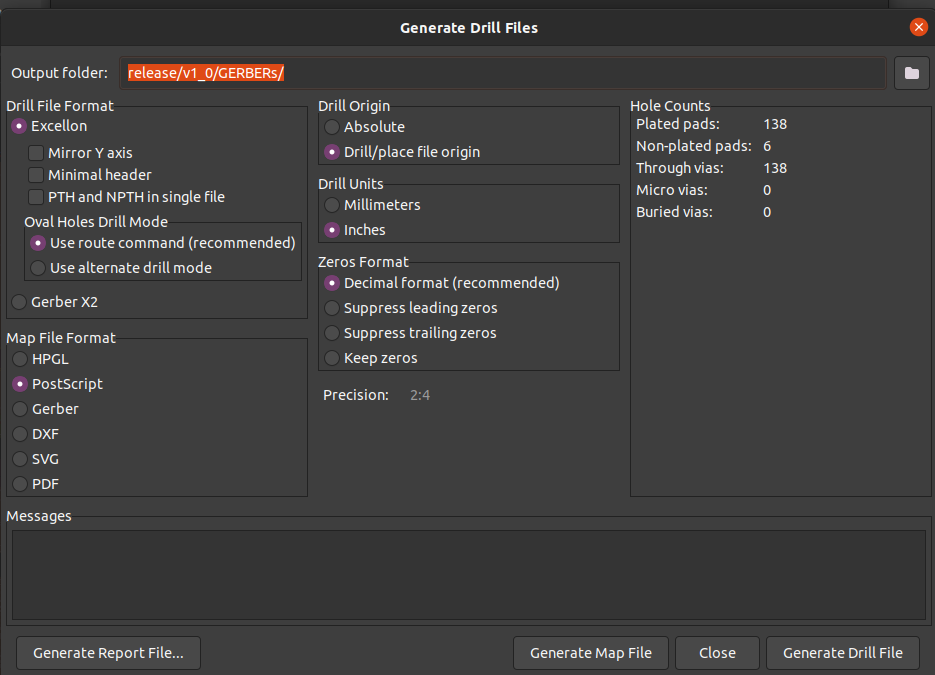 Generate Drill Files
Output folder: release/v1_0/GERBERs/
Drill File Format
Excellon
Mirror Y axis
Minimal header
PTH and NPTH in single file
Oval Holes Drill Mode
Use route command (recommended)
Use alternate drill mode
Gerber X2
Map File Format
HPGL
PostScript
Gerber
DXF
SVG
PDF
Drill Origin
Absolute
Drill/place file origin
Drill Units
Millimeters
Inches
Zeros Format
Decimal format (recommended)
Suppress leading zeros
Suppress trailing zeros
Keep zeros
Precision: 2:4
Hole Counts
Plated pads: 138
Non-plated pads: 6
Through vias: 138
Micro vias: 0
Buried vias: 0
Messages
Generate Report File... Generate Map File Close Generate Drill File